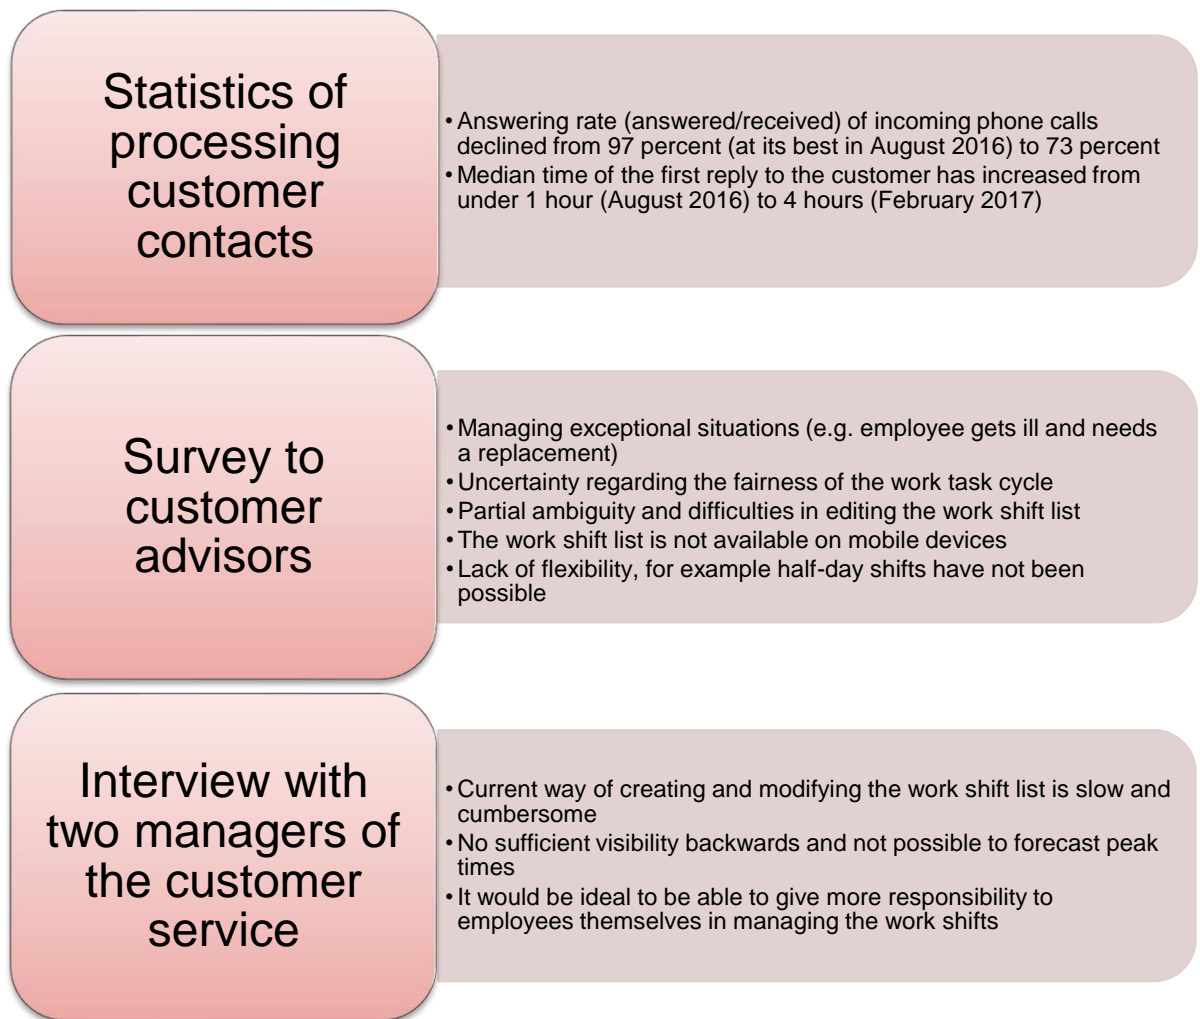 Statistics of
processing
customer
contacts
• Answering rate (answered/received) of incoming phone calls
declined from 97 percent (at its best in August 2016) to 73 percent
• Median time of the first reply to the customer has increased from
under 1 hour (August 2016) to 4 hours (February 2017)
Survey to
customer
advisors
• Managing exceptional situations (e.g. employee gets ill and needs
a replacement)
• Uncertainty regarding the fairness of the work task cycle
• Partial ambiguity and difficulties in editing the work shift list
• The work shift list is not available on mobile devices
• Lack of flexibility, for example half-day shifts have not been
possible
Interview with
two managers of
the customer
service
• Current way of creating and modifying the work shift list is slow and
cumbersome
• No sufficient visibility backwards and not possible to forecast peak
times
• It would be ideal to be able to give more responsibility to
employees themselves in managing the work shifts